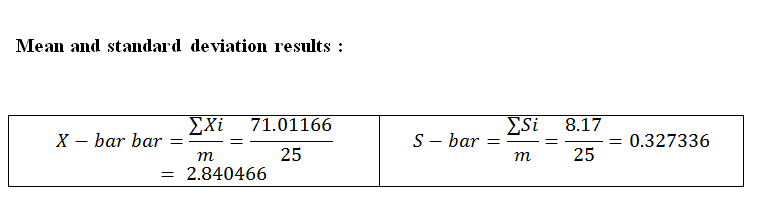 Mean and standard deviation results :
X − bar bar = ∑Xi / m = 71.01166 / 25
= 2.840466
S − bar = ∑Si / m = 8.17 / 25 = 0.327336